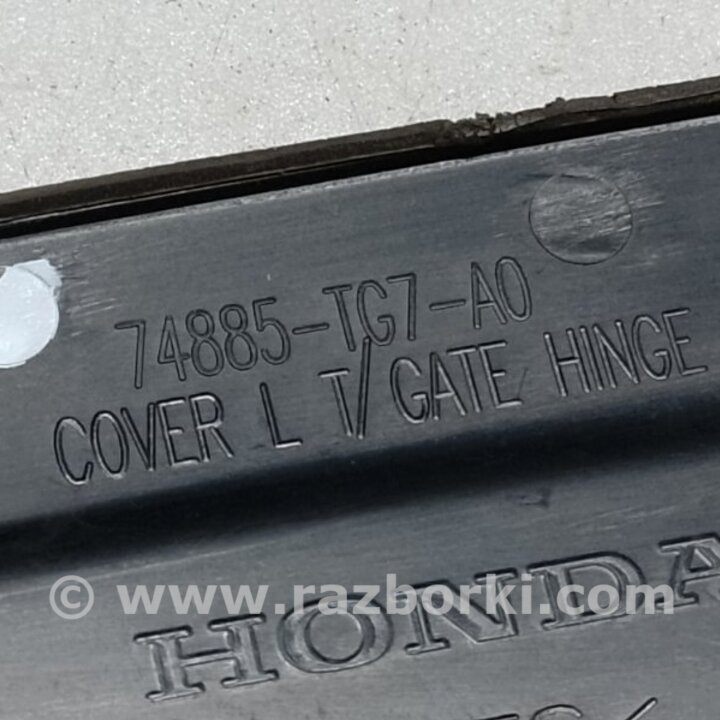 74885-TG7-A0
COVER L T/GATE HINGE
© www.razborki.com
HONDA